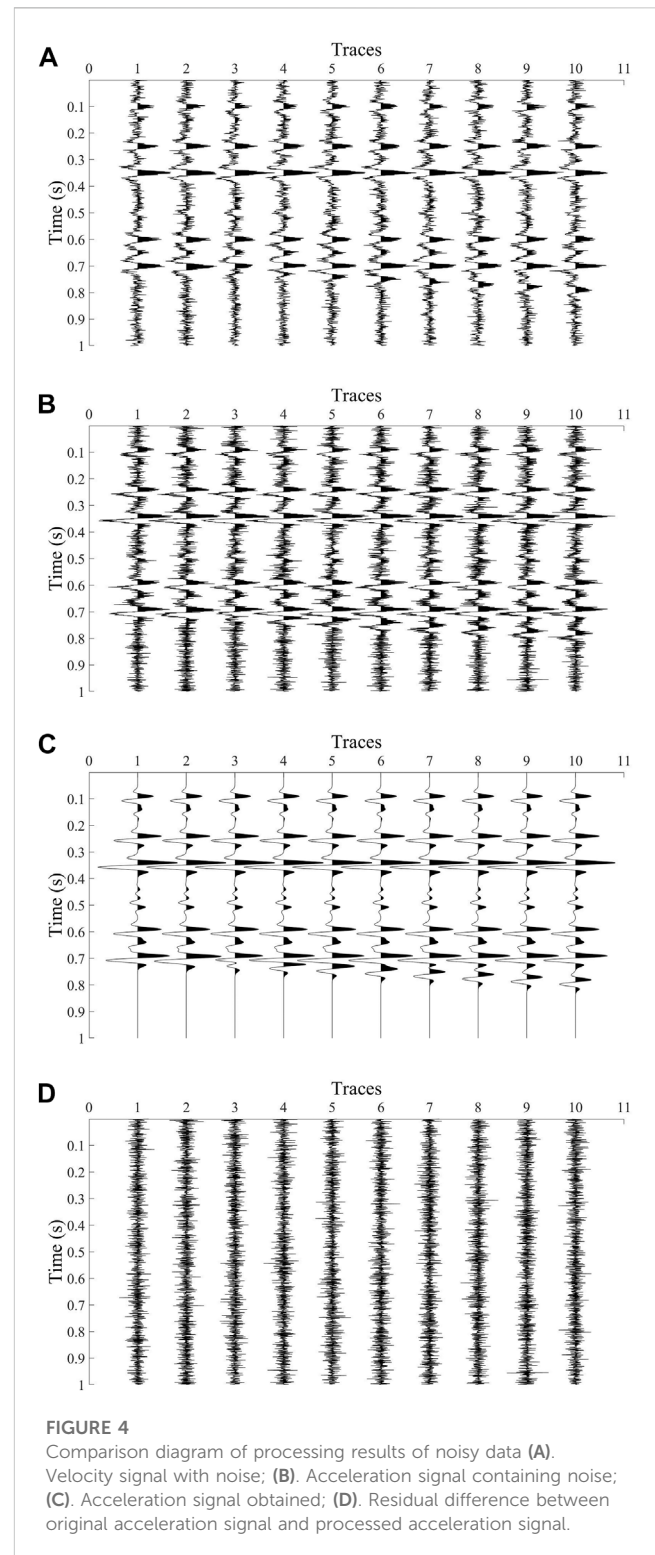 A
Traces
0 1 2 3 4 5 6 7 8 9 10 11
0.1
0.2
0.3
0.4
0.5
0.6
0.7
0.8
0.9
1
Time (s)
B
Traces
0 1 2 3 4 5 6 7 8 9 10 11
0.1
0.2
0.3
0.4
0.5
0.6
0.7
0.8
0.9
1
Time (s)
C
Traces
0 1 2 3 4 5 6 7 8 9 10 11
0.1
0.2
0.3
0.4
0.5
0.6
0.7
0.8
0.9
1
Time (s)
D
Traces
0 1 2 3 4 5 6 7 8 9 10 11
0.1
0.2
0.3
0.4
0.5
0.6
0.7
0.8
0.9
1
Time (s)
FIGURE 4
Comparison diagram of processing results of noisy data (A).
Velocity signal with noise; (B). Acceleration signal containing noise;
(C). Acceleration signal obtained; (D). Residual difference between
original acceleration signal and processed acceleration signal.